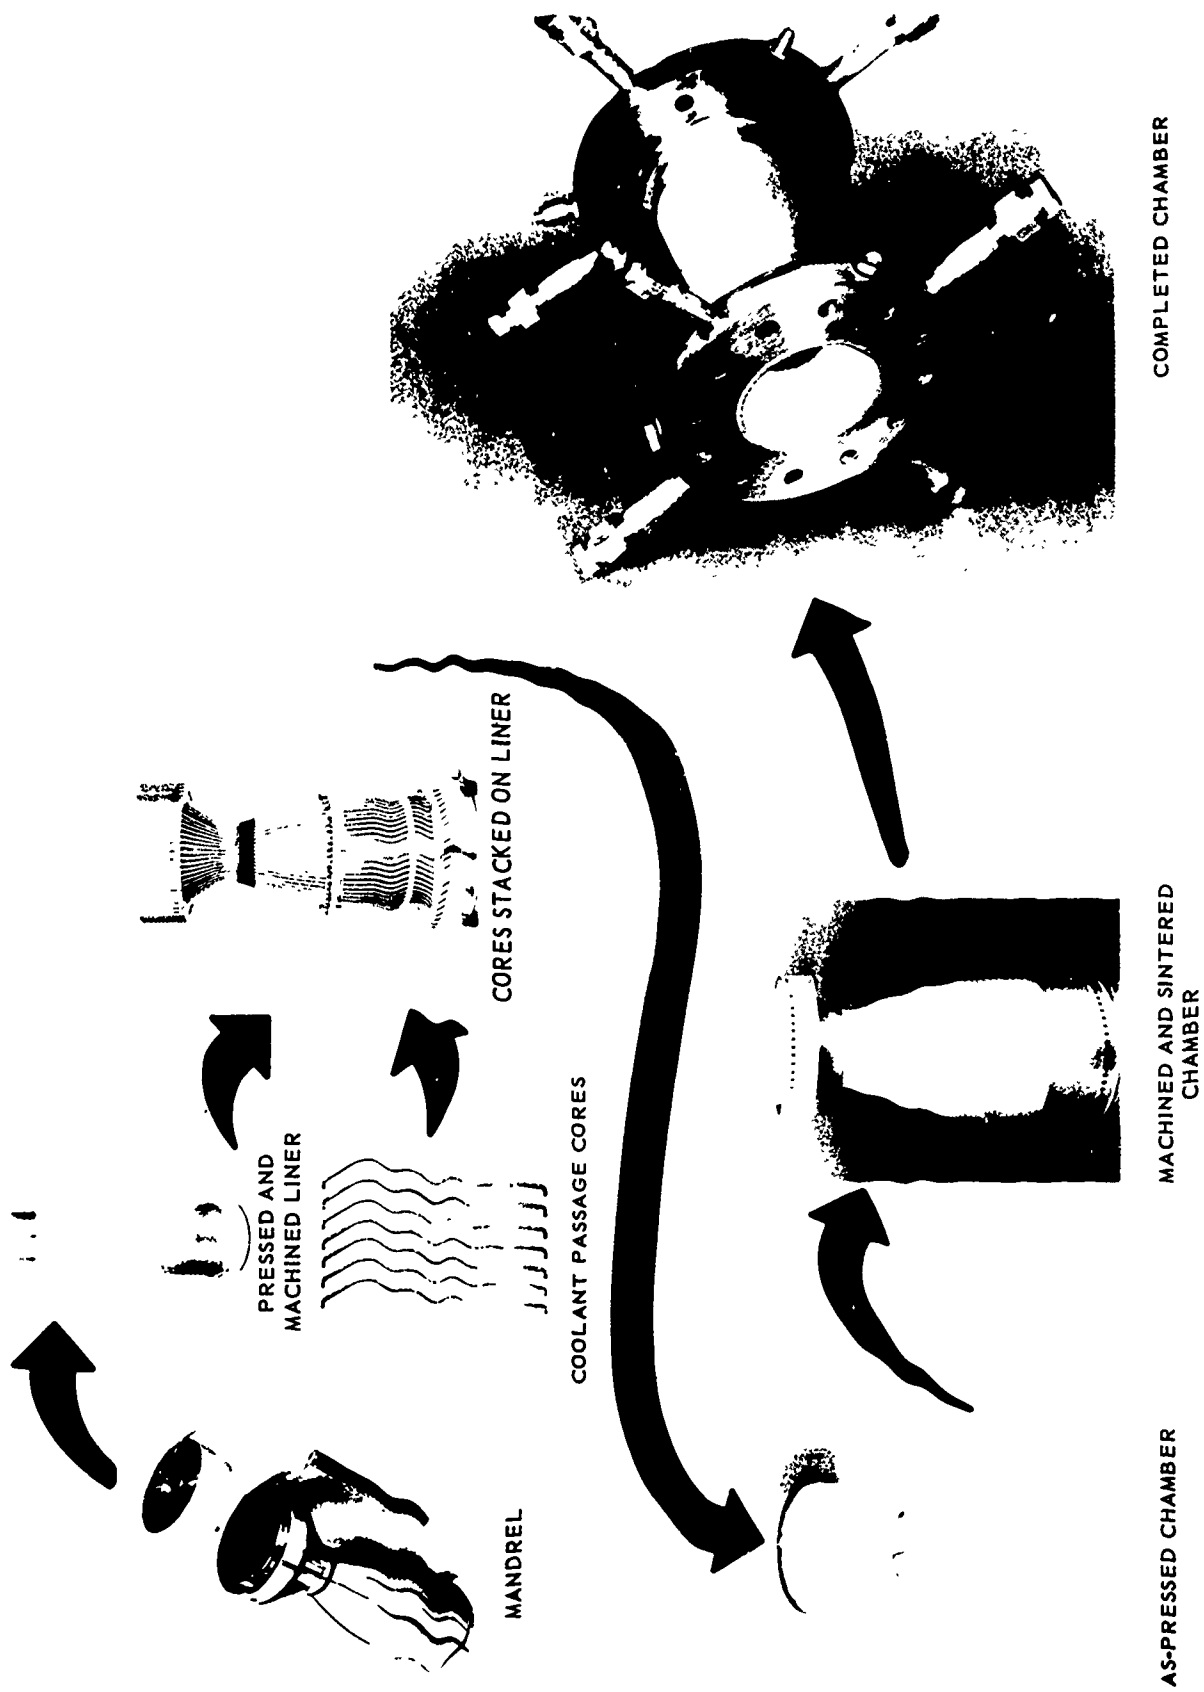 MANDREL
PRESSED AND
MACHINED LINER
COOLANT PASSAGE CORES
CORES STACKED ON LINER
AS-PRESSED CHAMBER
MACHINED AND SINTERED
CHAMBER
COMPLETED CHAMBER